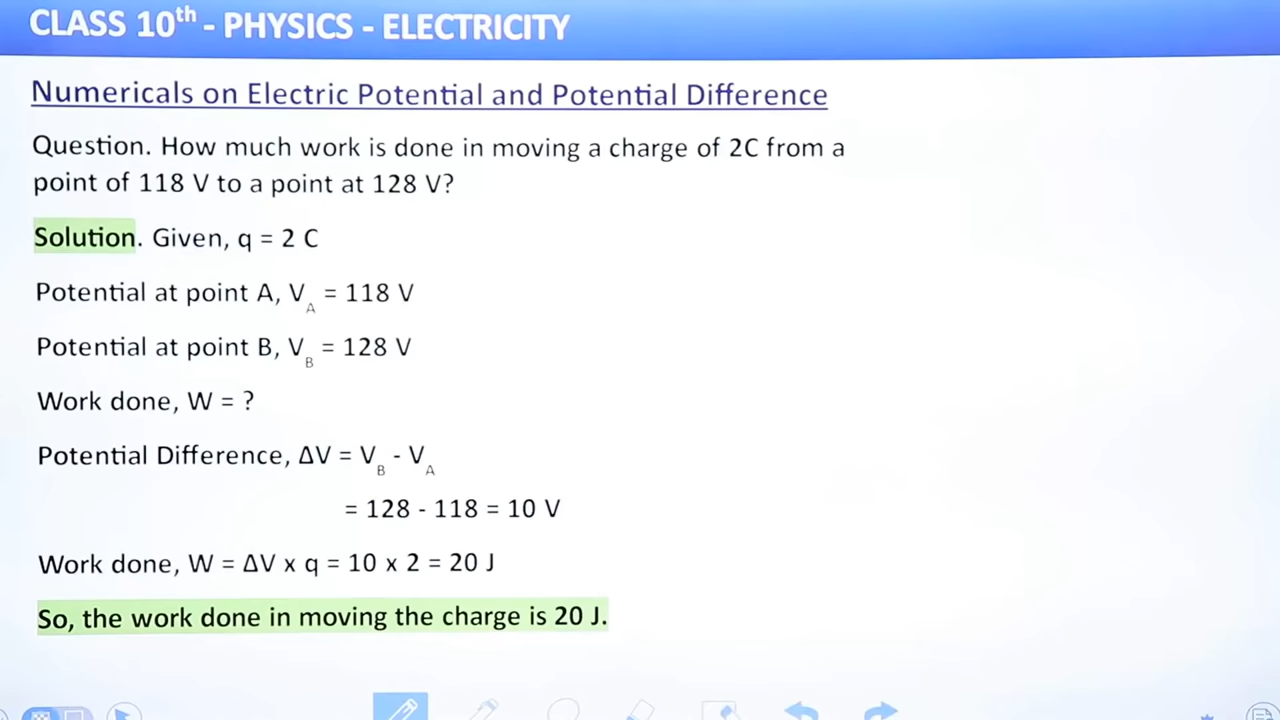 CLASS 10th - PHYSICS - ELECTRICITY
Numericals on Electric Potential and Potential Difference
Question. How much work is done in moving a charge of 2C from a
point of 118 V to a point at 128 V?
Solution. Given, q = 2 C
Potential at point A, VA = 118 V
Potential at point B, VB = 128 V
Work done, W = ?
Potential Difference, ΔV = VB - VA
= 128 - 118 = 10 V
Work done, W = ΔV x q = 10 x 2 = 20 J
So, the work done in moving the charge is 20 J.